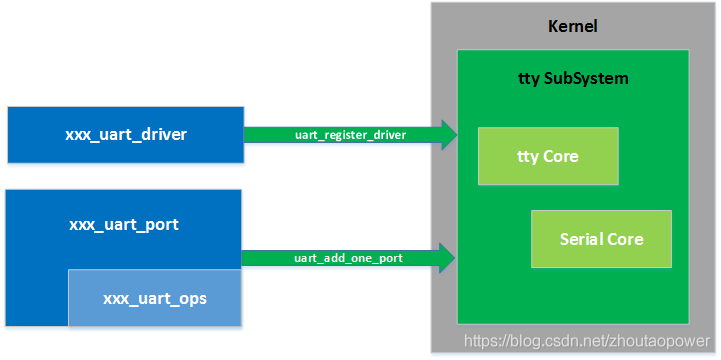 Kernel
tty SubSystem
xxx_uart_driver
uart_register_driver
tty Core
xxx_uart_port
Serial Core
uart_add_one_port
xxx_uart_ops
https://blog.csdn.net/zhoutaopower